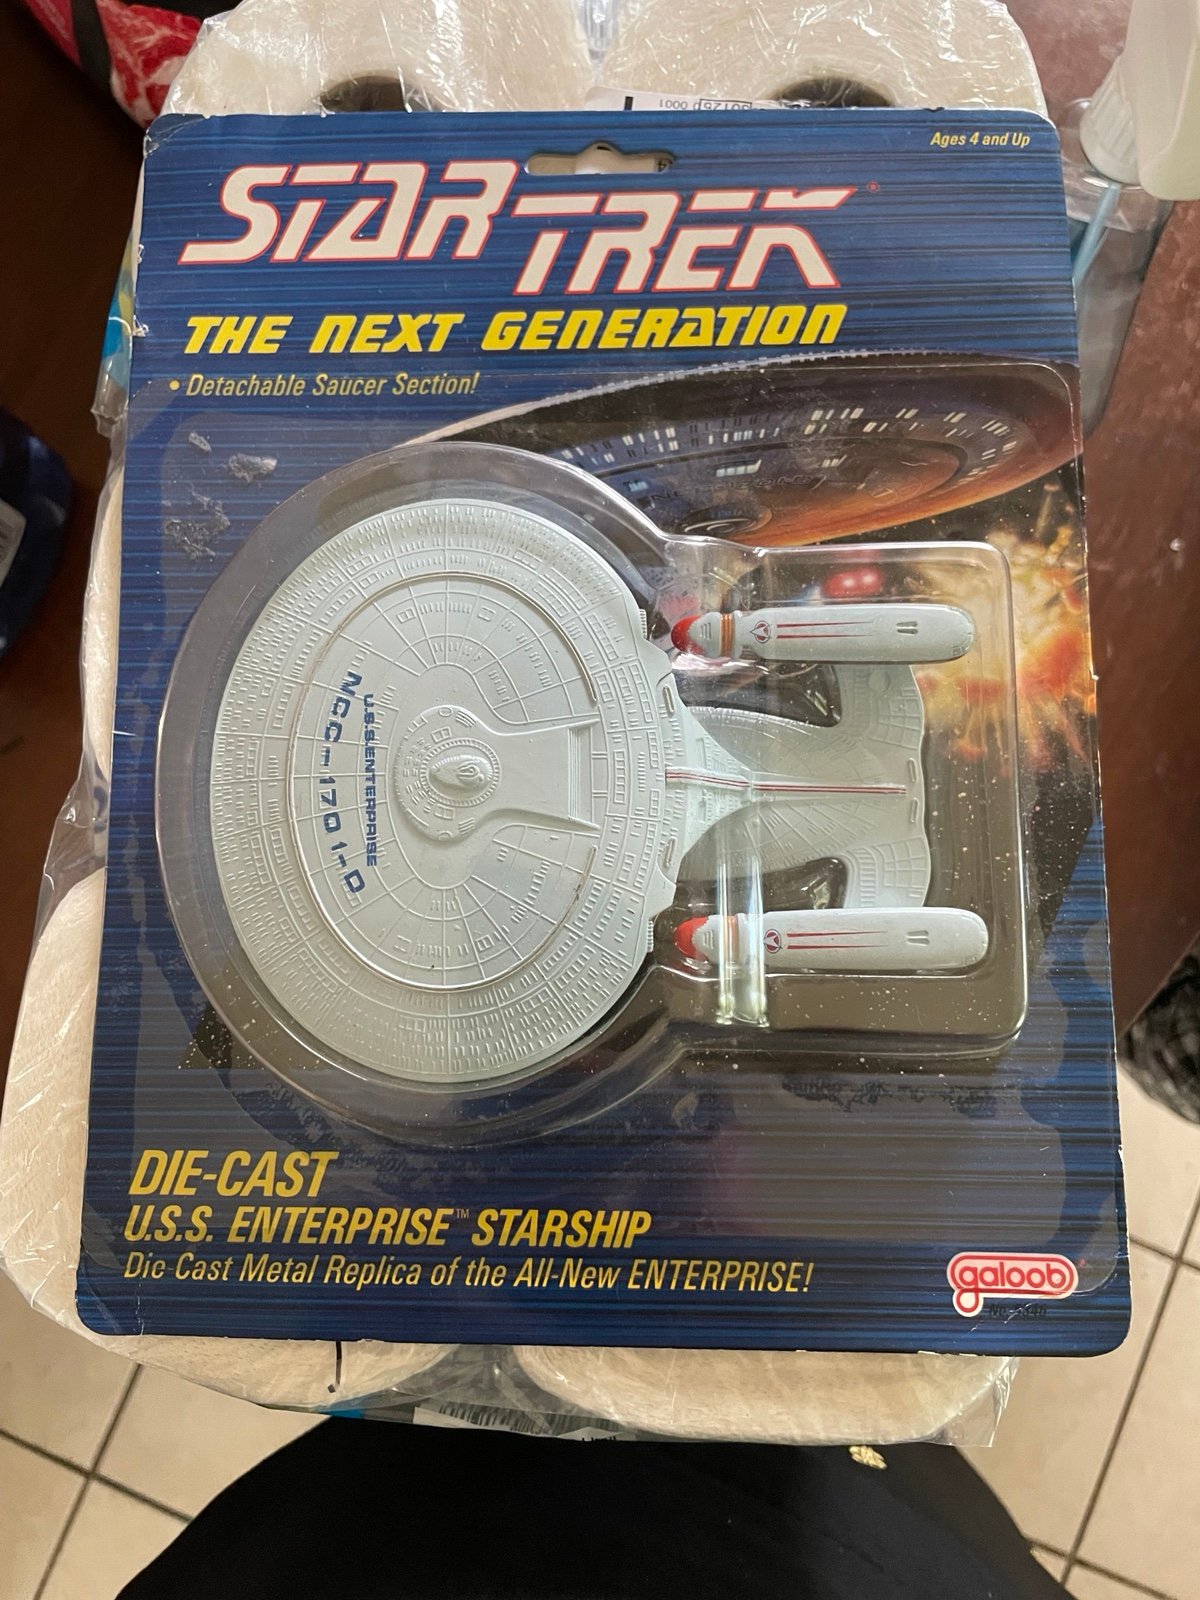 Ages 4 and Up
STAR TREK®
THE NEXT GENERATION
• Detachable Saucer Section!
U.S.S. ENTERPRISE
NCC-1701-D
DIE-CAST
U.S.S. ENTERPRISE™ STARSHIP
Die Cast Metal Replica of the All-New ENTERPRISE!
galoob®